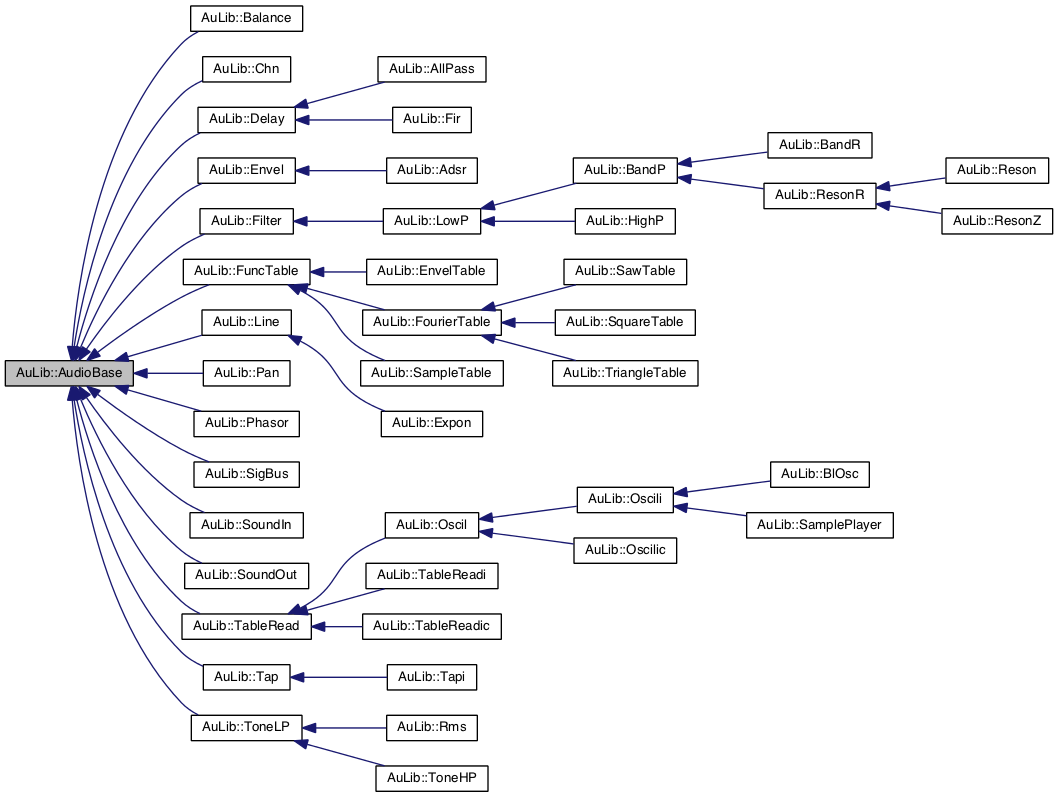 AuLib::Balance
AuLib::Chn
AuLib::AllPass
AuLib::Delay
AuLib::Fir
AuLib::BandR
AuLib::Envel
AuLib::Adsr
AuLib::BandP
AuLib::Reson
AuLib::ResonR
AuLib::Filter
AuLib::LowP
AuLib::HighP
AuLib::ResonZ
AuLib::FuncTable
AuLib::EnvelTable
AuLib::SawTable
AuLib::Line
AuLib::FourierTable
AuLib::SquareTable
AuLib::AudioBase
AuLib::Pan
AuLib::SampleTable
AuLib::TriangleTable
AuLib::Phasor
AuLib::Expon
AuLib::SigBus
AuLib::BlOsc
AuLib::Oscili
AuLib::SoundIn
AuLib::Oscil
AuLib::SamplePlayer
AuLib::Oscilic
AuLib::SoundOut
AuLib::TableReadi
AuLib::TableRead
AuLib::TableReadic
AuLib::Tap
AuLib::Tapi
AuLib::ToneLP
AuLib::Rms
AuLib::ToneHP